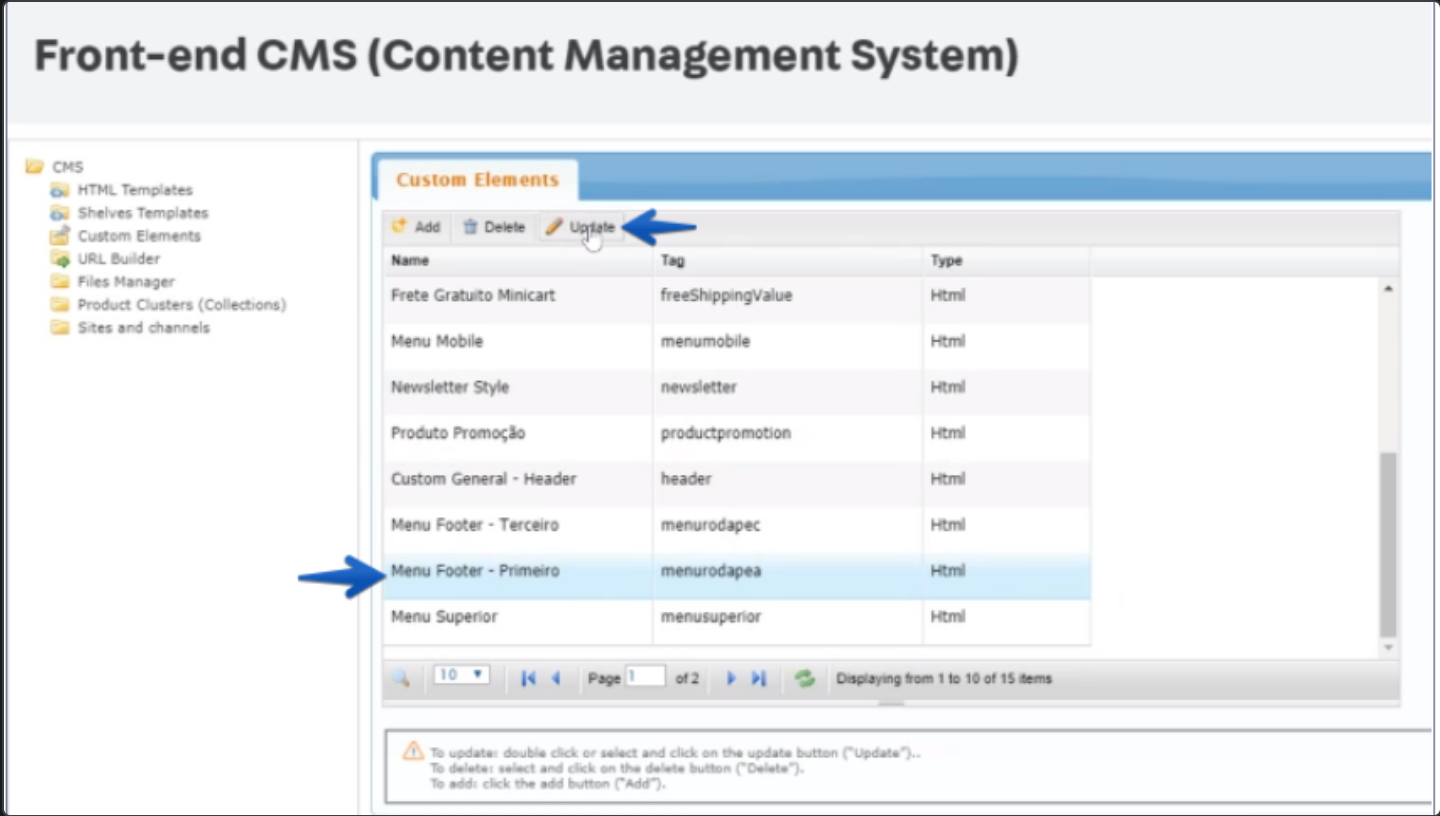 Front-end CMS (Content Management System)
CMS
HTML Templates
Shelves Templates
Custom Elements
URL Builder
Files Manager
Product Clusters (Collections)
Sites and channels
Custom Elements
Add Delete Update
Name Tag Type
Frete Gratuito Minicart freeShippingValue Html
Menu Mobile menumobile Html
Newsletter Style newsletter Html
Produto Promoção productpromotion Html
Custom General - Header header Html
Menu Footer - Terceiro menurodapec Html
Menu Footer - Primeiro menurodapea Html
Menu Superior menusuperior Html
10 Page 1 of 2 Displaying from 1 to 10 of 15 items
To update: double click or select and click on the update button ("Update")..
To delete: select and click on the delete button ("Delete").
To add: click the add button ("Add").